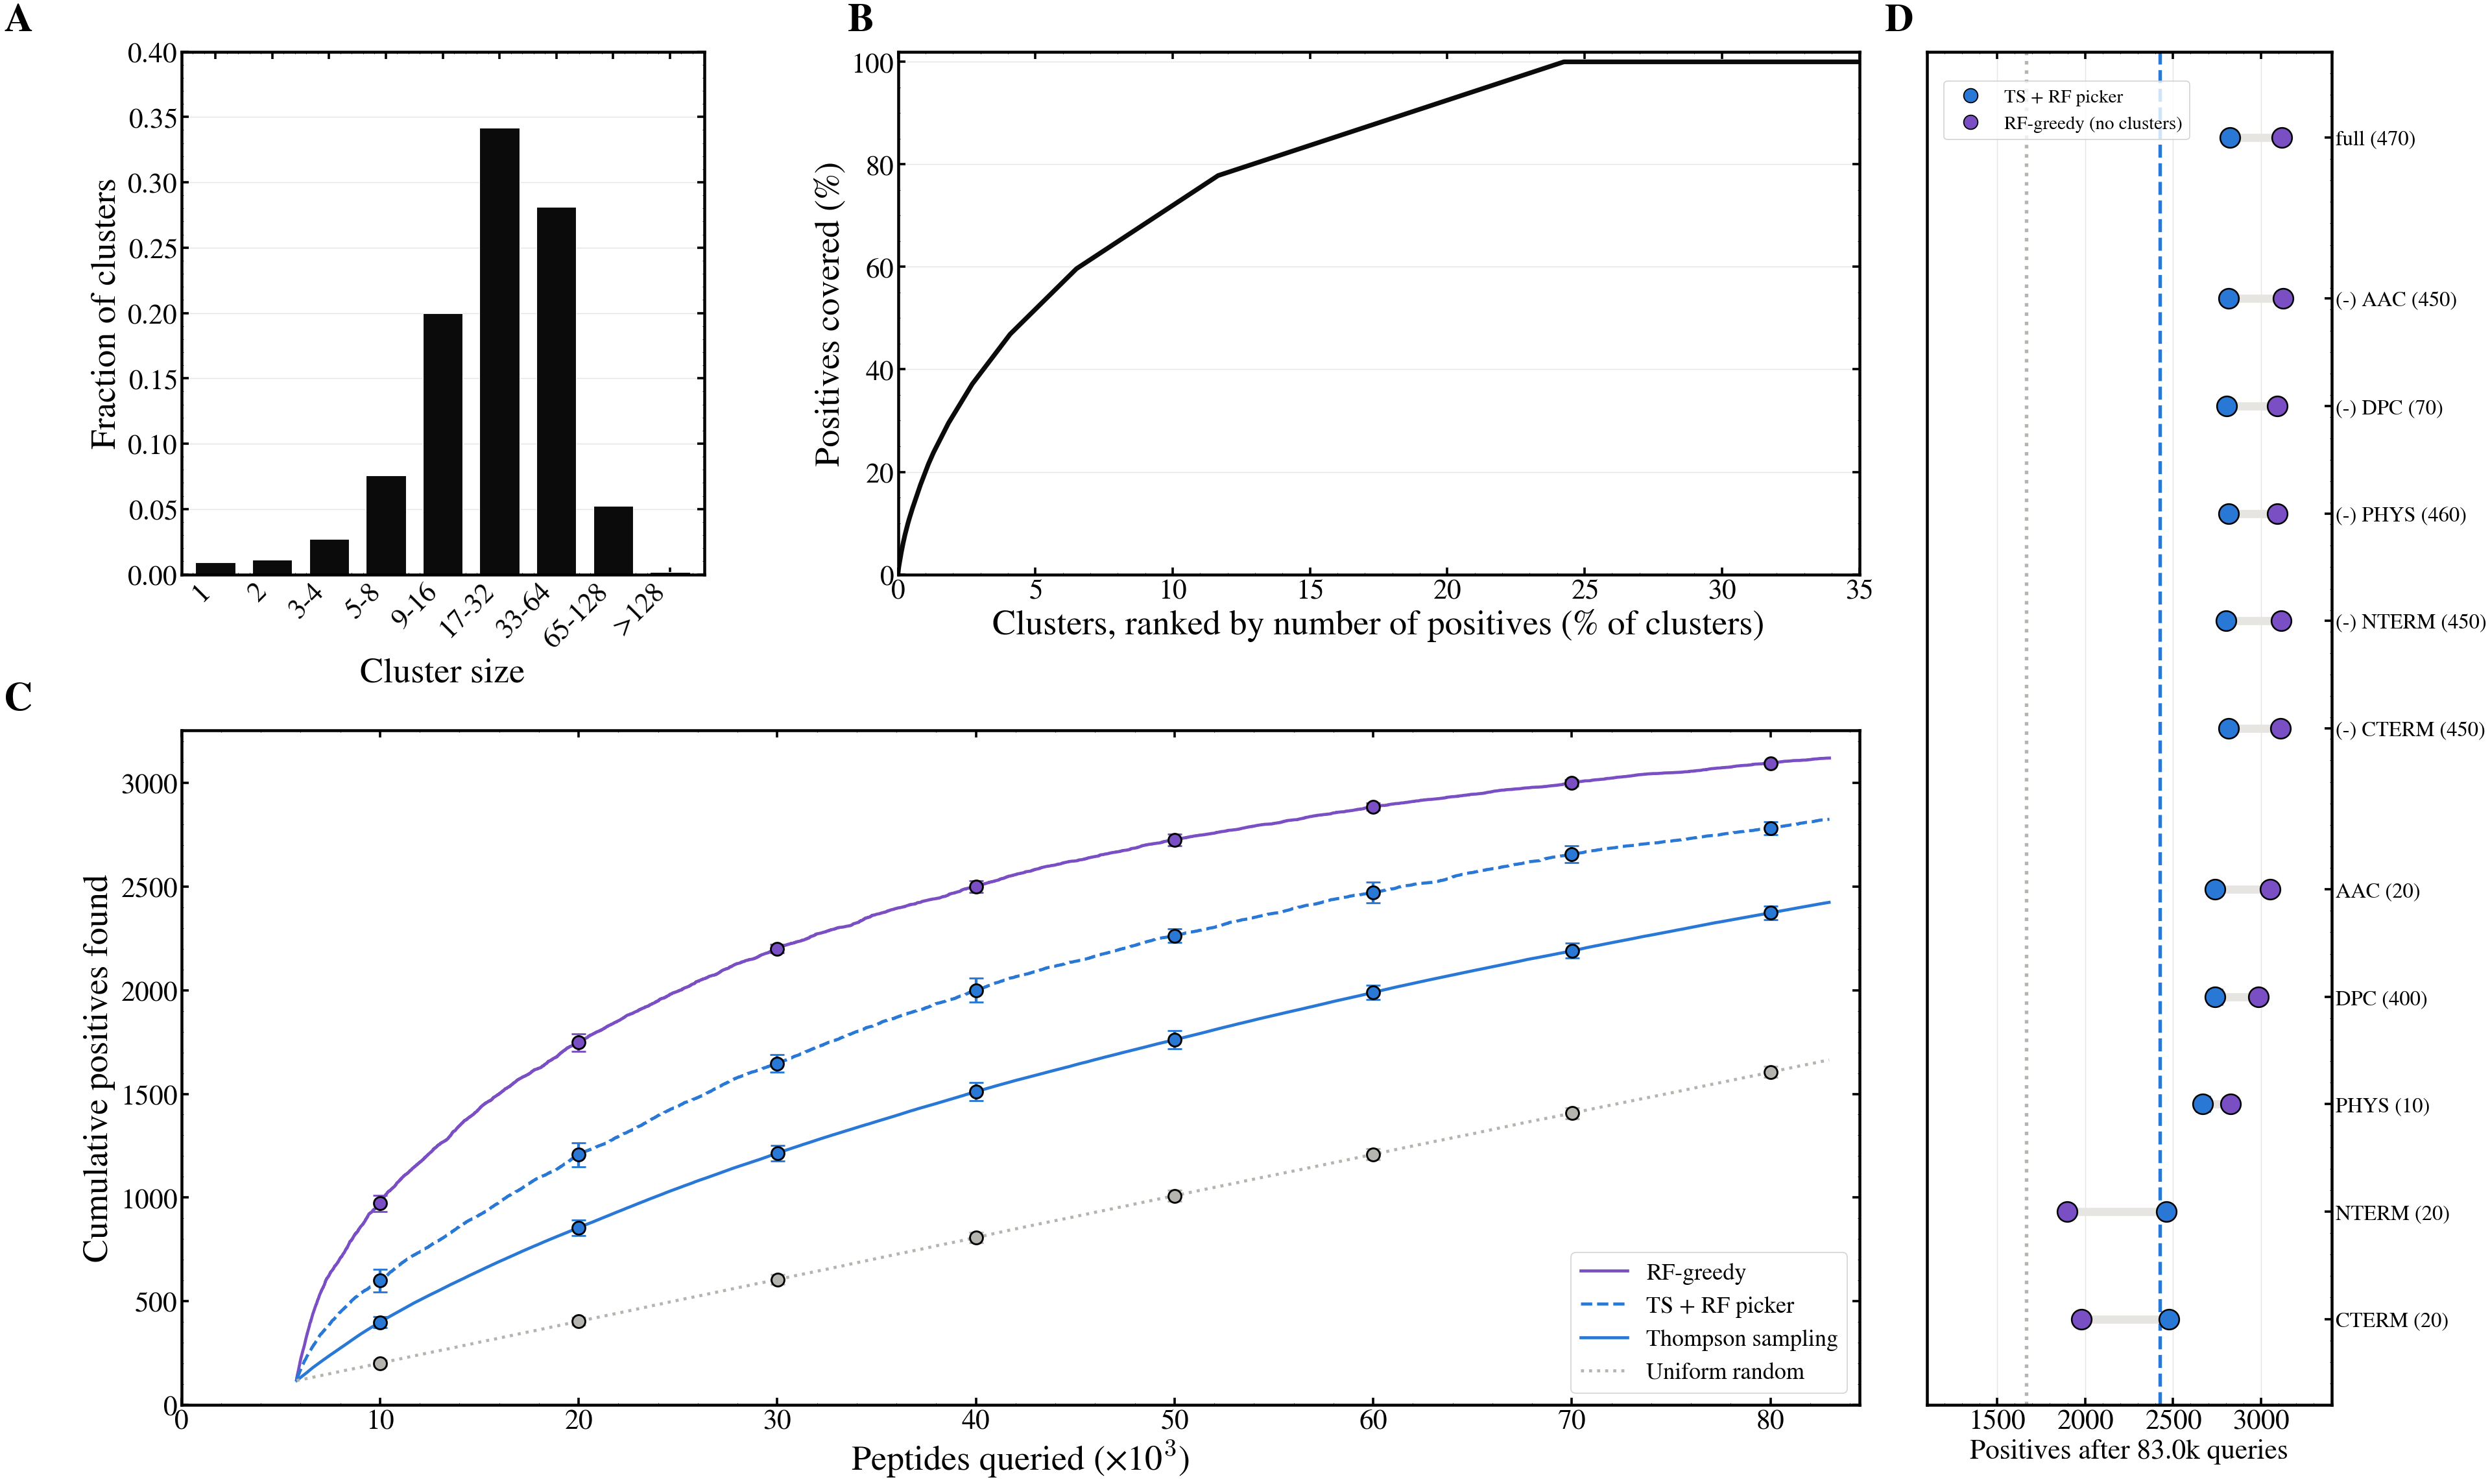 A
0.40
0.35
0.30
0.25
0.20
0.15
0.10
0.05
0.00
Fraction of clusters
1
2
3-4
5-8
9-16
17-32
33-64
65-128
>128
Cluster size
B
100
80
60
40
20
0
Positives covered (%)
0
5
10
15
20
25
30
35
Clusters, ranked by number of positives (% of clusters)
C
3000
2500
2000
1500
1000
500
0
Cumulative positives found
0
10
20
30
40
50
60
70
80
Peptides queried (×10³)
RF-greedy
TS + RF picker
Thompson sampling
Uniform random
D
TS + RF picker
RF-greedy (no clusters)
full (470)
(-) AAC (450)
(-) DPC (70)
(-) PHYS (460)
(-) NTERM (450)
(-) CTERM (450)
AAC (20)
DPC (400)
PHYS (10)
NTERM (20)
CTERM (20)
1500
2000
2500
3000
Positives after 83.0k queries